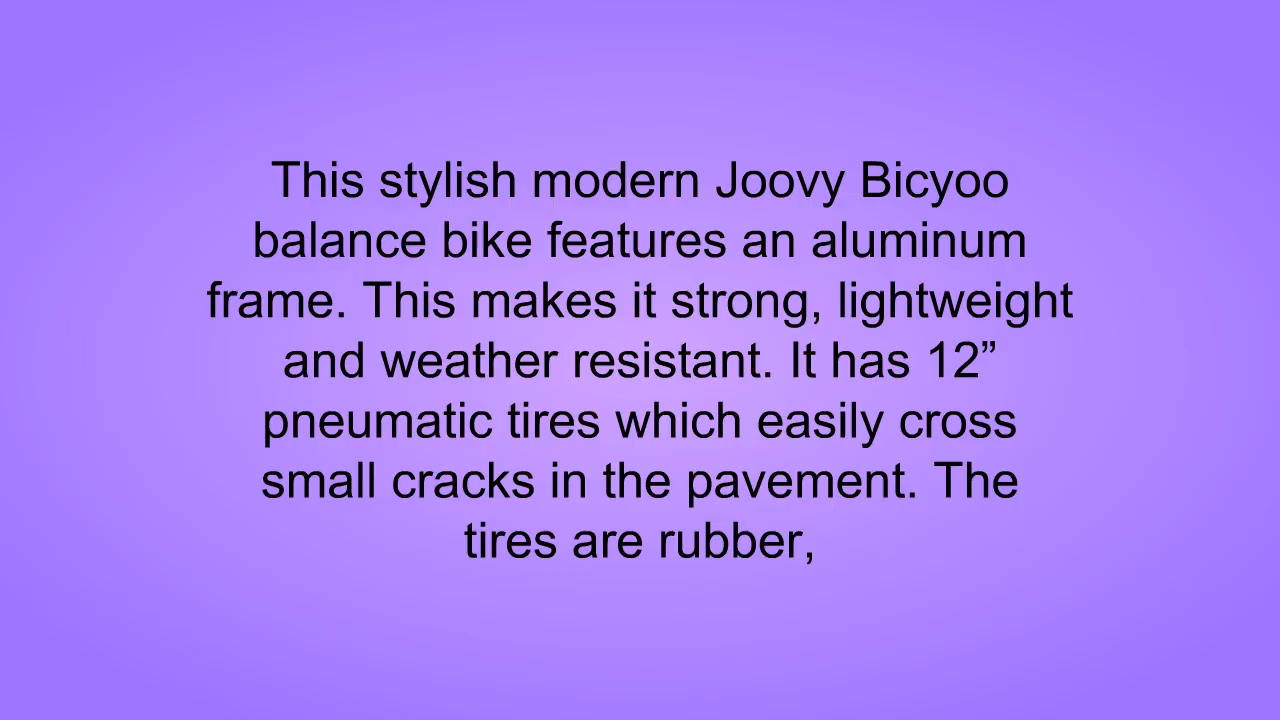 This stylish modern Joovy Bicyoo
balance bike features an aluminum
frame. This makes it strong, lightweight
and weather resistant. It has 12”
pneumatic tires which easily cross
small cracks in the pavement. The
tires are rubber,